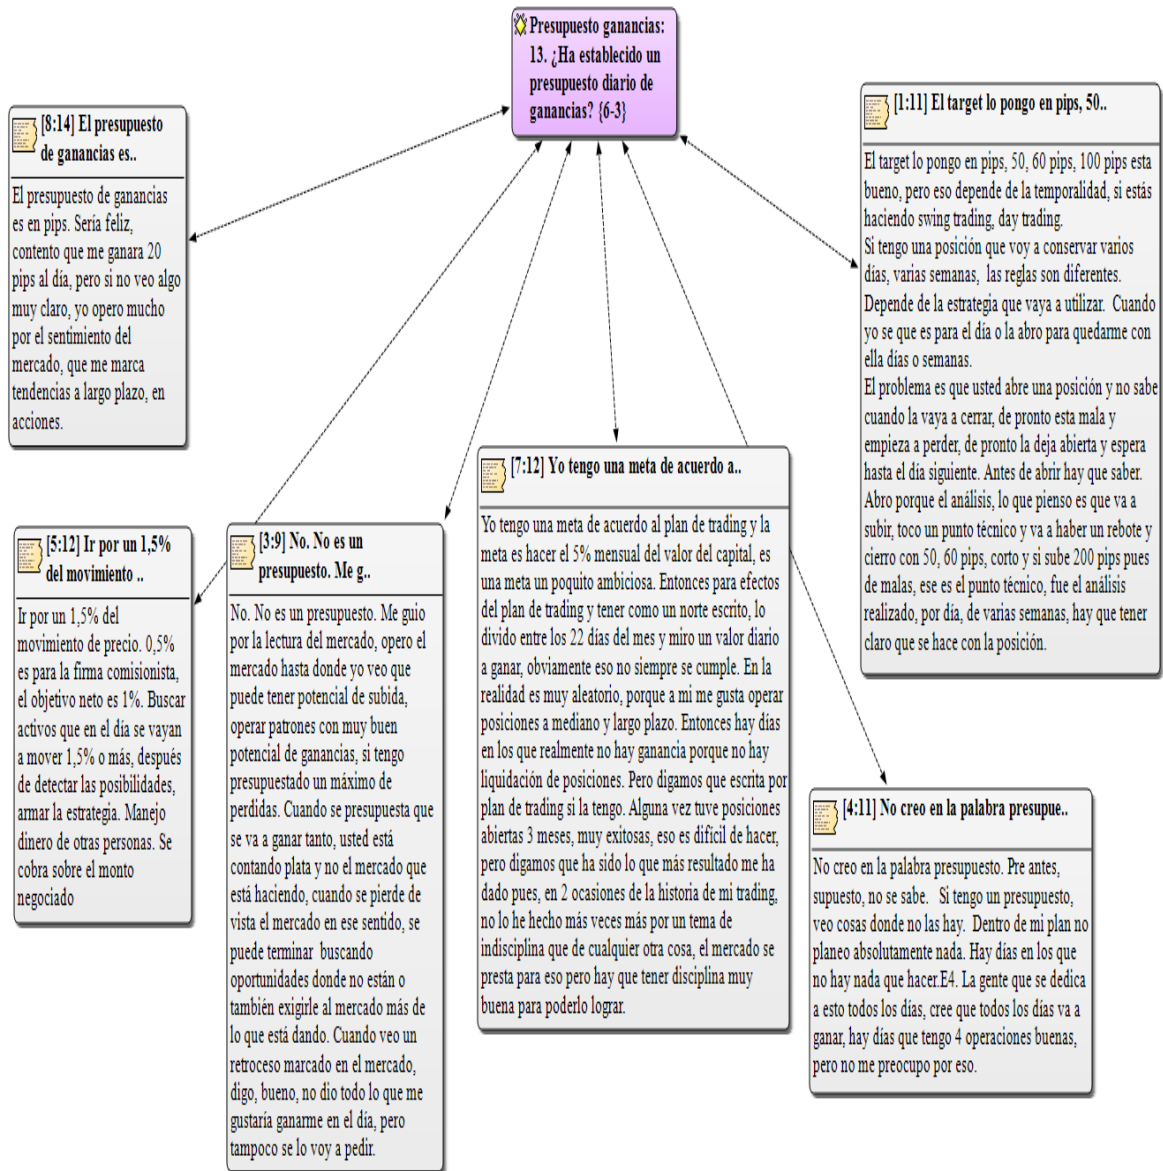 Presupuesto ganancias:
13. ¿Ha establecido un
presupuesto diario de
ganancias? {6-3}
[8:14] El presupuesto
de ganancias es..
El presupuesto de ganancias
es en pips. Sería feliz,
contento que me ganara 20
pips al día, pero si no veo algo
muy claro, yo opero mucho
por el sentimiento del
mercado, que me marca
tendencias a largo plazo, en
acciones.
[1:11] El target lo pongo en pips, 50..
El target lo pongo en pips, 50, 60 pips, 100 pips esta
bueno, pero eso depende de la temporalidad, si estás
haciendo swing trading, day trading.
Si tengo una posición que voy a conservar varios
días, varias semanas,  las reglas son diferentes.
Depende de la estrategia que vaya a utilizar.  Cuando
yo se que es para el día o la abro para quedarme con
ella días o semanas.
El problema es que usted abre una posición y no sabe
cuando la vaya a cerrar, de pronto esta mala y
empieza a perder, de pronto la deja abierta y espera
hasta el día siguiente. Antes de abrir hay que saber.
Abro porque el análisis, lo que pienso es que va a
subir, toco un punto técnico y va a haber un rebote y
cierro con 50, 60 pips, corto y si sube 200 pips pues
de malas, ese es el punto técnico, fue el análisis
realizado, por día, de varias semanas, hay que tener
claro que se hace con la posición.
[5:12] Ir por un 1,5%
del movimiento ..
Ir por un 1,5% del
movimiento de precio. 0,5%
es para la firma comisionista,
el objetivo neto es 1%. Buscar
activos que en el día se vayan
a mover 1,5% o más, después
de detectar las posibilidades,
armar la estrategia. Manejo
dinero de otras personas. Se
cobra sobre el monto
negociado
[3:9] No. No es un
presupuesto. Me g..
No. No es un presupuesto. Me guio
por la lectura del mercado, opero el
mercado hasta donde yo veo que
puede tener potencial de subida,
operar patrones con muy buen
potencial de ganancias, si tengo
presupuestado un máximo de
perdidas. Cuando se presupuesta que
se va a ganar tanto, usted está
contando plata y no el mercado que
está haciendo, cuando se pierde de
vista el mercado en ese sentido, se
puede terminar  buscando
oportunidades donde no están o
también exigirle al mercado más de
lo que está dando. Cuando veo un
retroceso marcado en el mercado,
digo, bueno, no dio todo lo que me
gustaría ganarme en el día, pero
tampoco se lo voy a pedir.
[7:12] Yo tengo una meta de acuerdo a..
Yo tengo una meta de acuerdo al plan de trading y la
meta es hacer el 5% mensual del valor del capital, es
una meta un poquito ambiciosa. Entonces para efectos
del plan de trading y tener como un norte escrito, lo
divido entre los 22 días del mes y miro un valor diario
a ganar, obviamente eso no siempre se cumple. En la
realidad es muy aleatorio, porque a mi me gusta operar
posiciones a mediano y largo plazo. Entonces hay días
en los que realmente no hay ganancia porque no hay
liquidación de posiciones. Pero digamos que escrita por
plan de trading si la tengo. Alguna vez tuve posiciones
abiertas 3 meses, muy exitosas, eso es difícil de hacer,
pero digamos que ha sido lo que más resultado me ha
dado pues, en 2 ocasiones de la historia de mi trading,
no lo he hecho más veces más por un tema de
indisciplina que de cualquier otra cosa, el mercado se
presta para eso pero hay que tener disciplina muy
buena para poderlo lograr.
[4:11] No creo en la palabra presupue..
No creo en la palabra presupuesto. Pre antes,
supuesto, no se sabe.   Si tengo un presupuesto,
veo cosas donde no las hay.  Dentro de mi plan no
planeo absolutamente nada. Hay días en los que
no hay nada que hacer.E4. La gente que se dedica
a esto todos los días, cree que todos los días va a
ganar, hay días que tengo 4 operaciones buenas,
pero no me preocupo por eso.